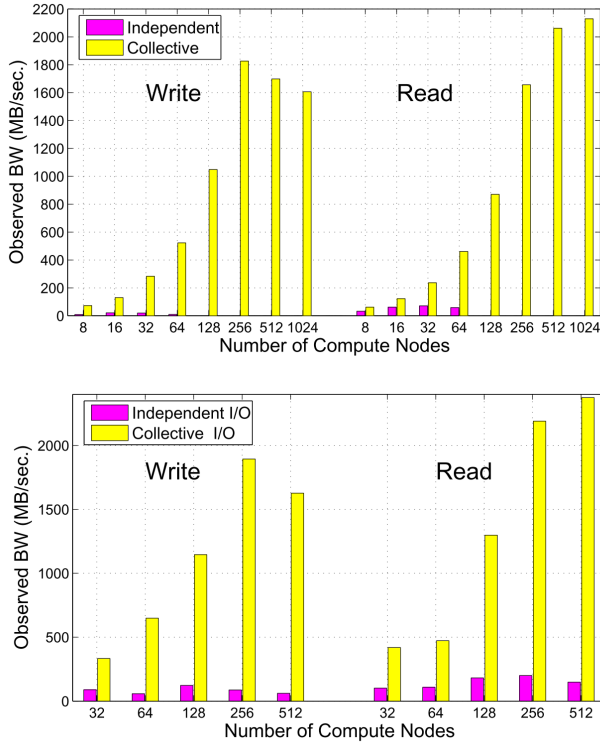 2200
2000
1800
1600
1400
1200
1000
800
600
400
200
0
Observed BW (MB/sec.)
Independent
Collective
Write
Read
8 16 32 64 128 256 512 1024 8 16 32 64 128 256 512 1024
Number of Compute Nodes
2000
1500
1000
500
0
Observed BW (MB/sec.)
Independent I/O
Collective I/O
Write
Read
32 64 128 256 512 32 64 128 256 512
Number of Compute Nodes